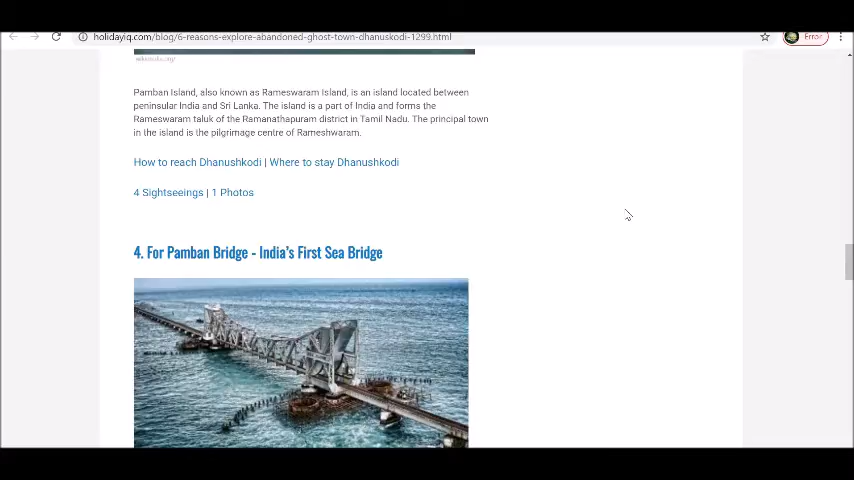 holidayiq.com/blog/6-reasons-explore-abandoned-ghost-town-dhanuskodi-1299.html
Error
Pamban Island, also known as Rameswaram Island, is an island located between
peninsular India and Sri Lanka. The island is a part of India and forms the
Rameswaram taluk of the Ramanathapuram district in Tamil Nadu. The principal town
in the island is the pilgrimage centre of Rameshwaram.
How to reach Dhanushkodi | Where to stay Dhanushkodi
4 Sightseeings | 1 Photos
4. For Pamban Bridge - India's First Sea Bridge